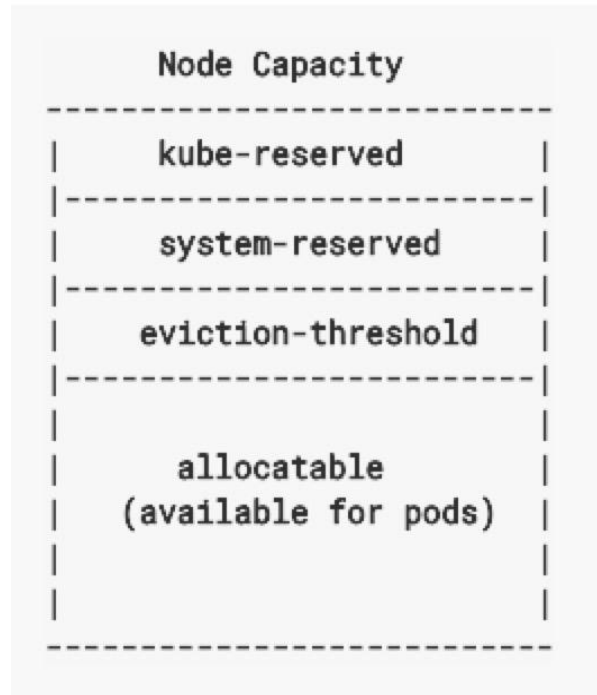 Node Capacity
---------------------------
| kube-reserved |
|-------------------------|
| system-reserved |
|-------------------------|
| eviction-threshold |
|-------------------------|
| |
| allocatable |
| (available for pods) |
| |
| |
---------------------------